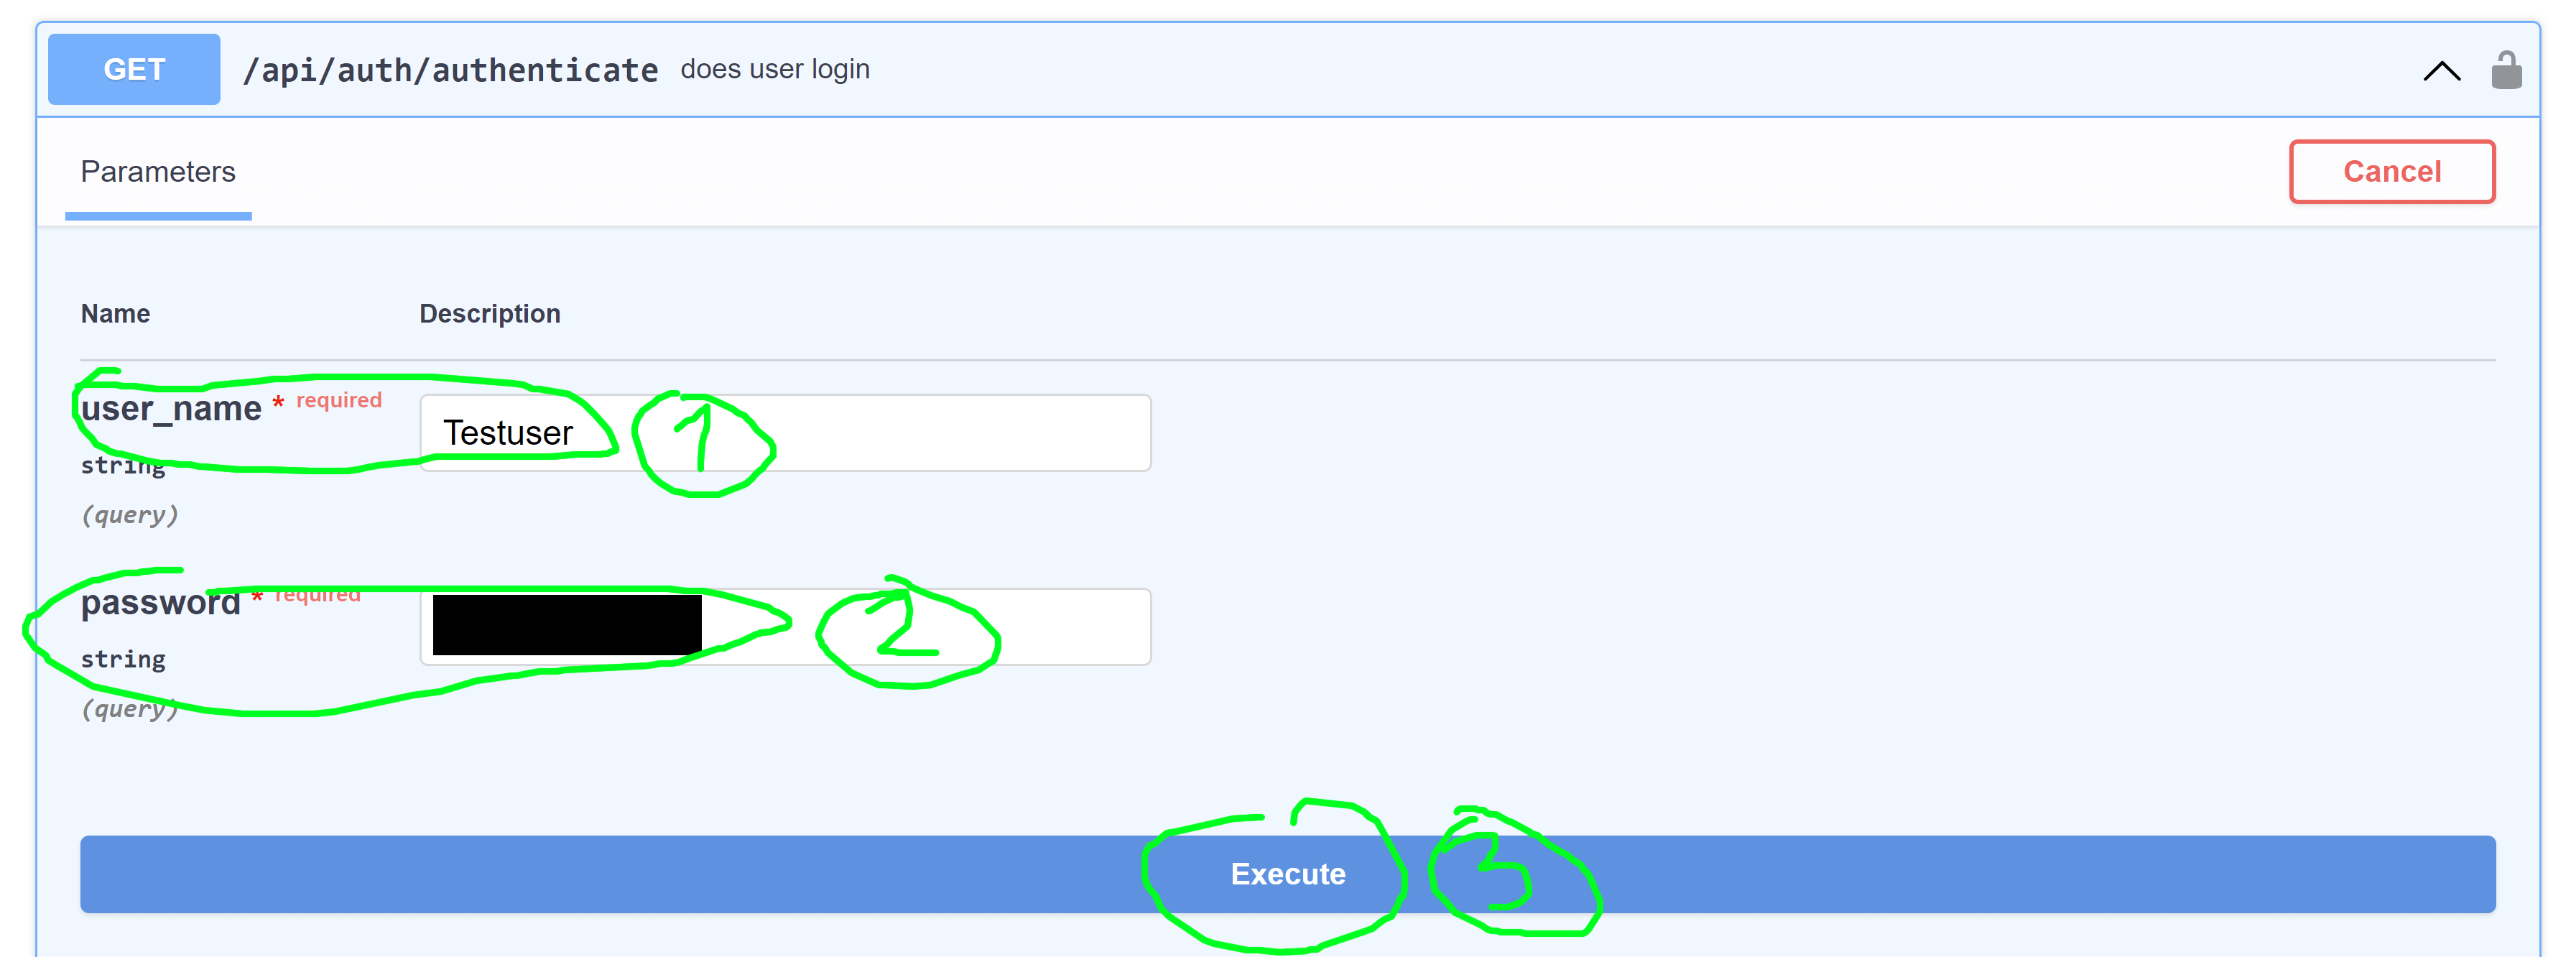 GET /api/auth/authenticate does user login
Parameters
Cancel
Name Description
user_name * required
Testuser
1
string
(query)
password * required
2
string
(query)
Execute
3